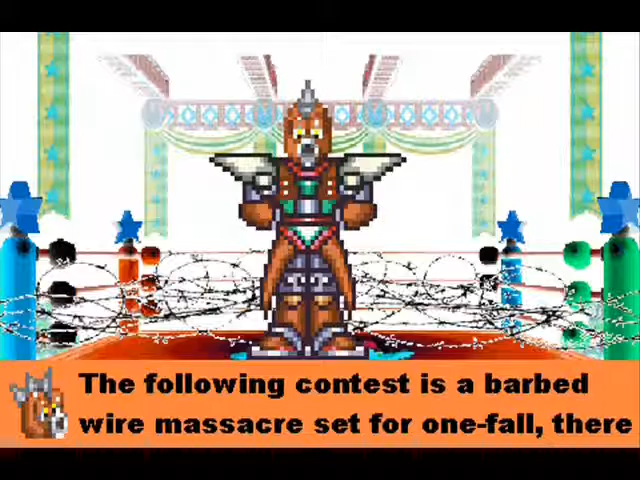 The following contest is a barbed
wire massacre set for one-fall, there